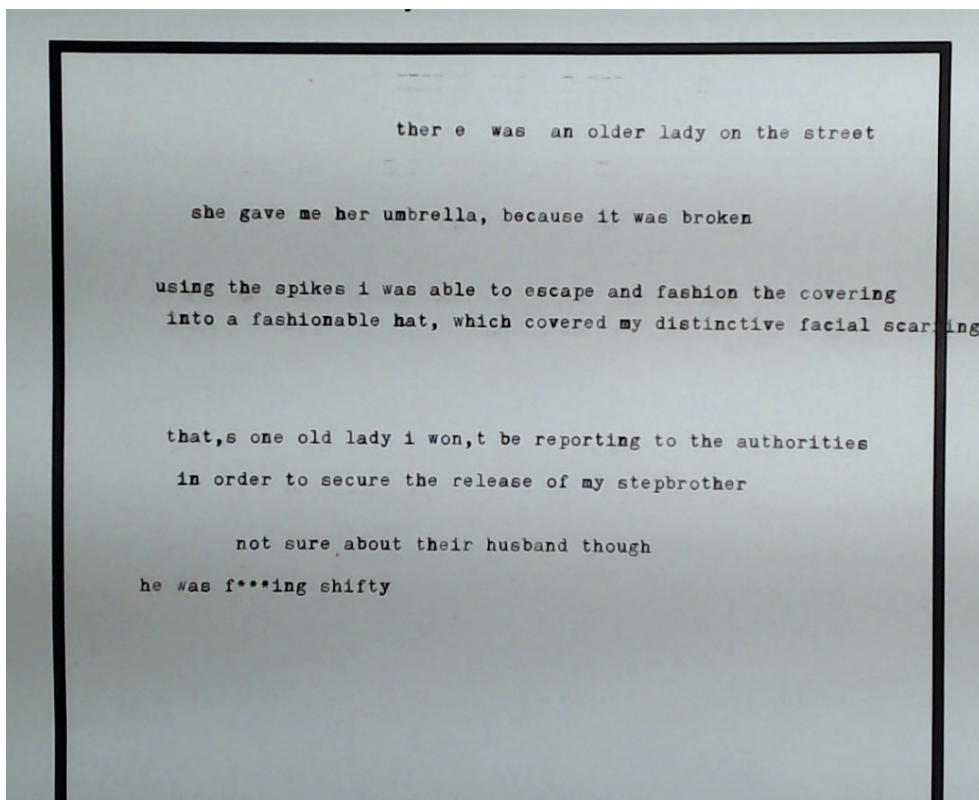 ther e was an older lady on the street
she gave me her umbrella, because it was broken
using the spikes i was able to escape and fashion the covering
into a fashionable hat, which covered my distinctive facial scarring
that,s one old lady i won,t be reporting to the authorities
in order to secure the release of my stepbrother
not sure about their husband though
he was f***ing shifty